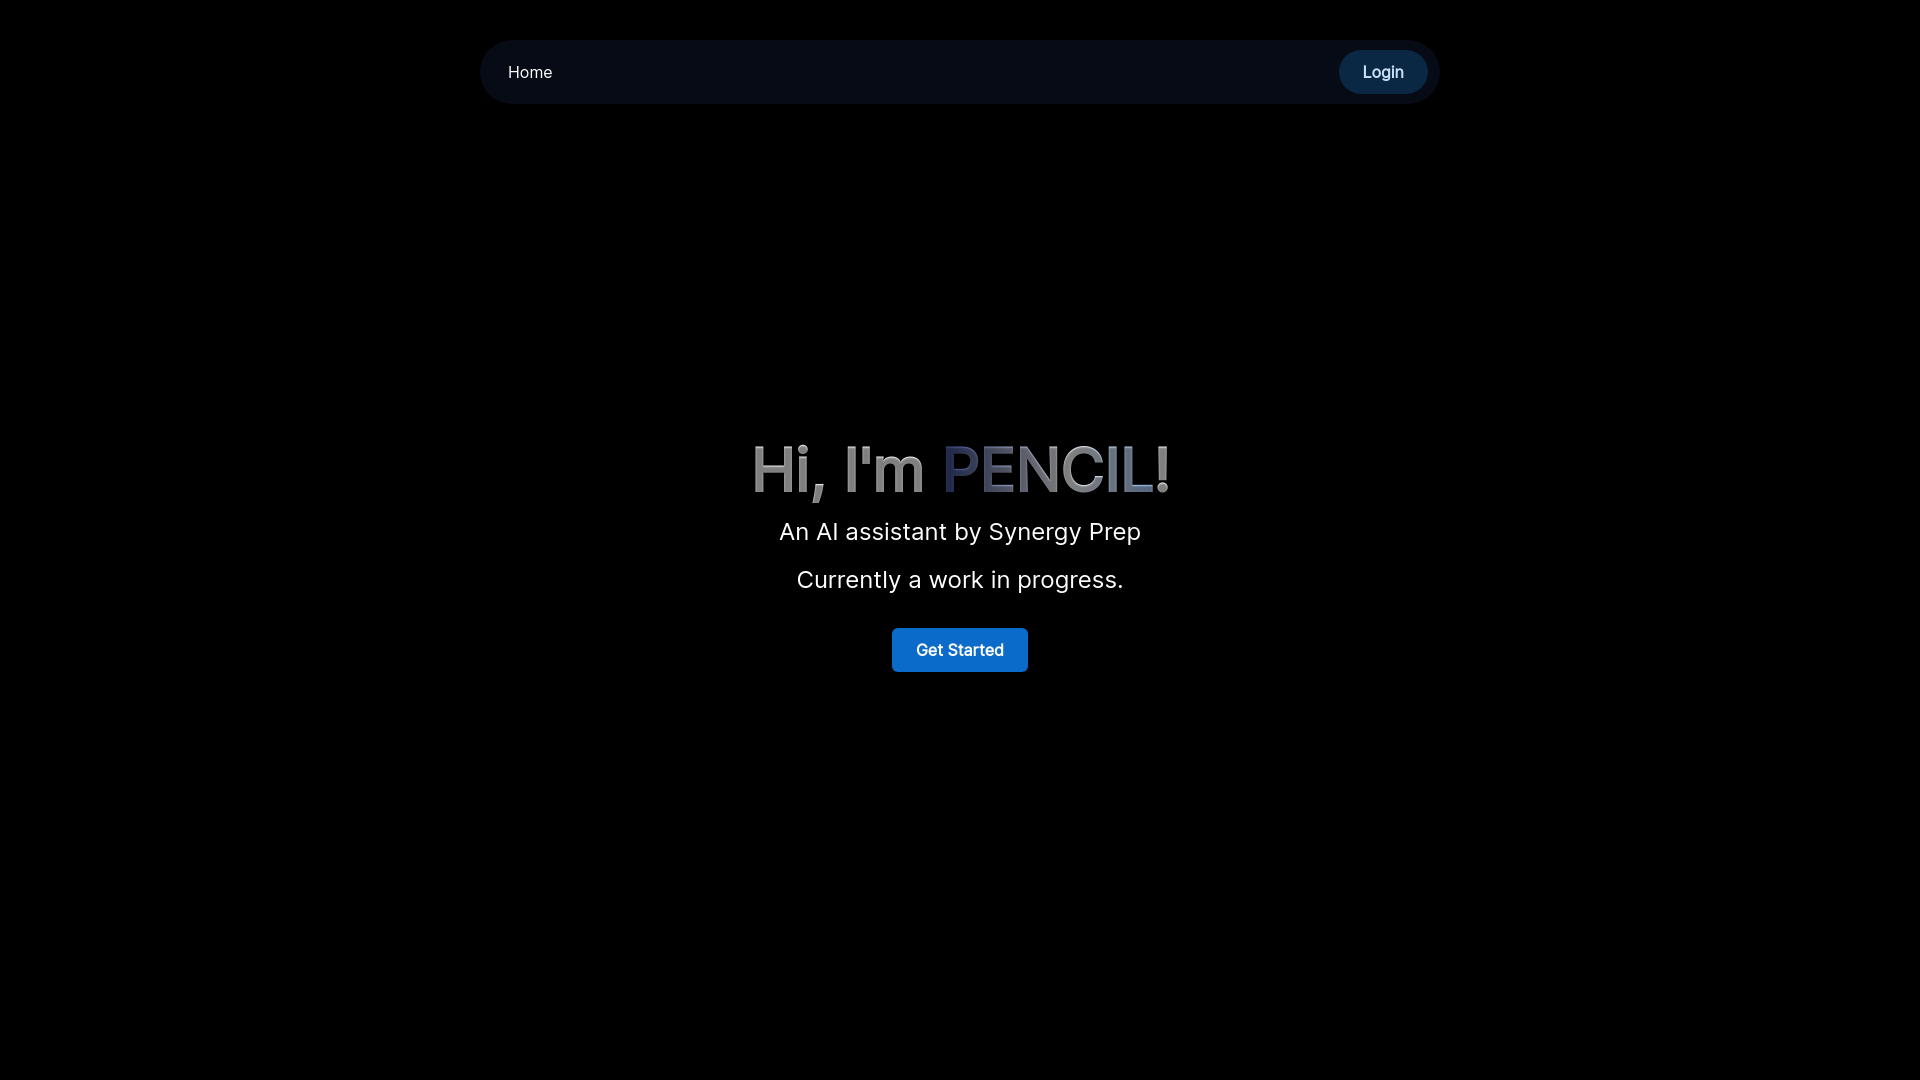 Home
Login
Hi, I'm PENCIL!
An AI assistant by Synergy Prep
Currently a work in progress.
Get Started